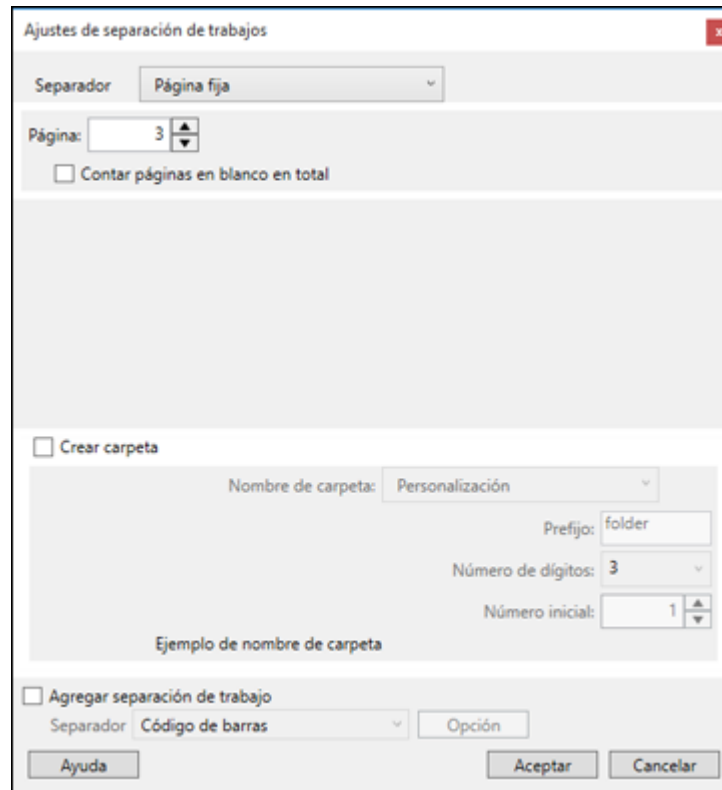 Ajustes de separación de trabajos
x
Separador Página fija
Página: 3
Contar páginas en blanco en total
Crear carpeta
Nombre de carpeta: Personalización
Prefijo: folder
Número de dígitos: 3
Número inicial: 1
Ejemplo de nombre de carpeta
Agregar separación de trabajo
Separador Código de barras Opción
Ayuda Aceptar Cancelar